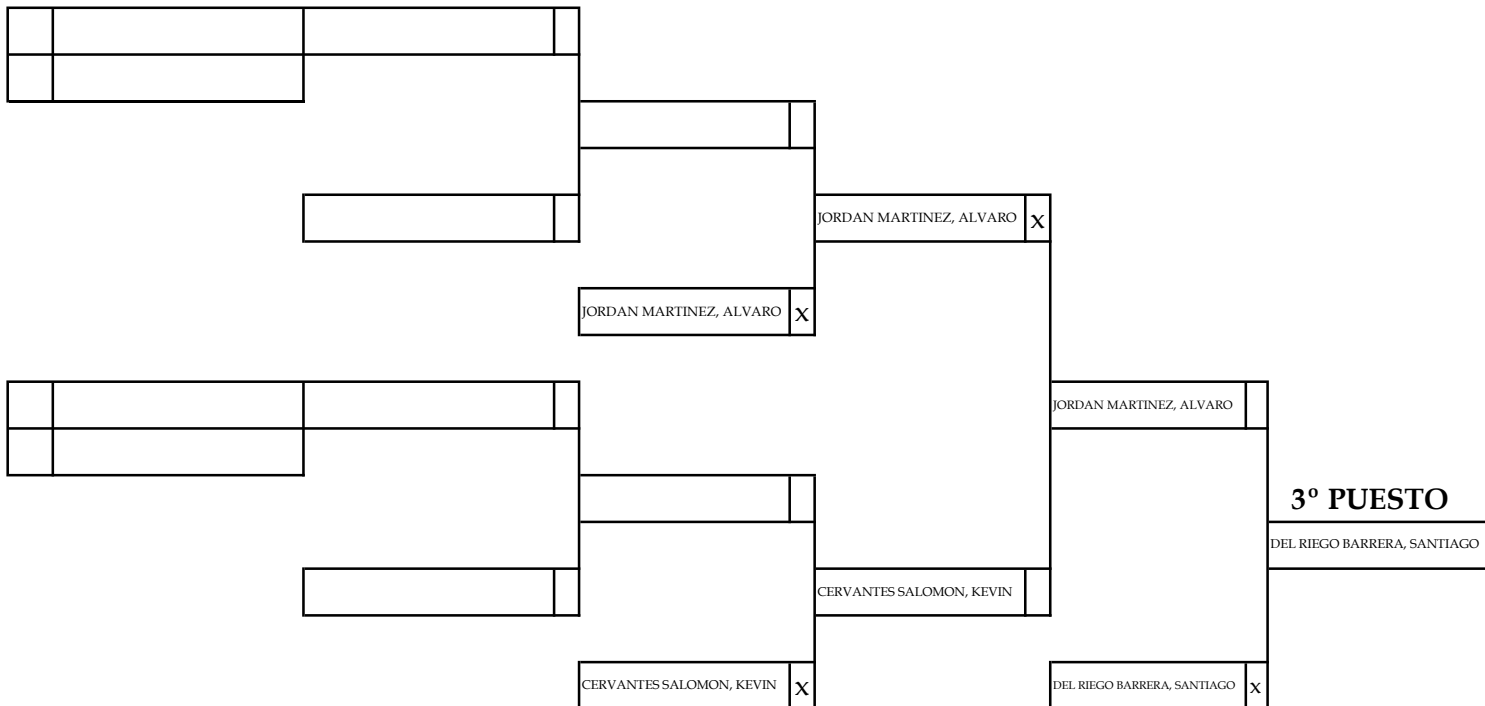 JORDAN MARTINEZ, ALVARO X
JORDAN MARTINEZ, ALVARO X
JORDAN MARTINEZ, ALVARO
3º PUESTO
DEL RIEGO BARRERA, SANTIAGO
CERVANTES SALOMON, KEVIN
CERVANTES SALOMON, KEVIN X
DEL RIEGO BARRERA, SANTIAGO x